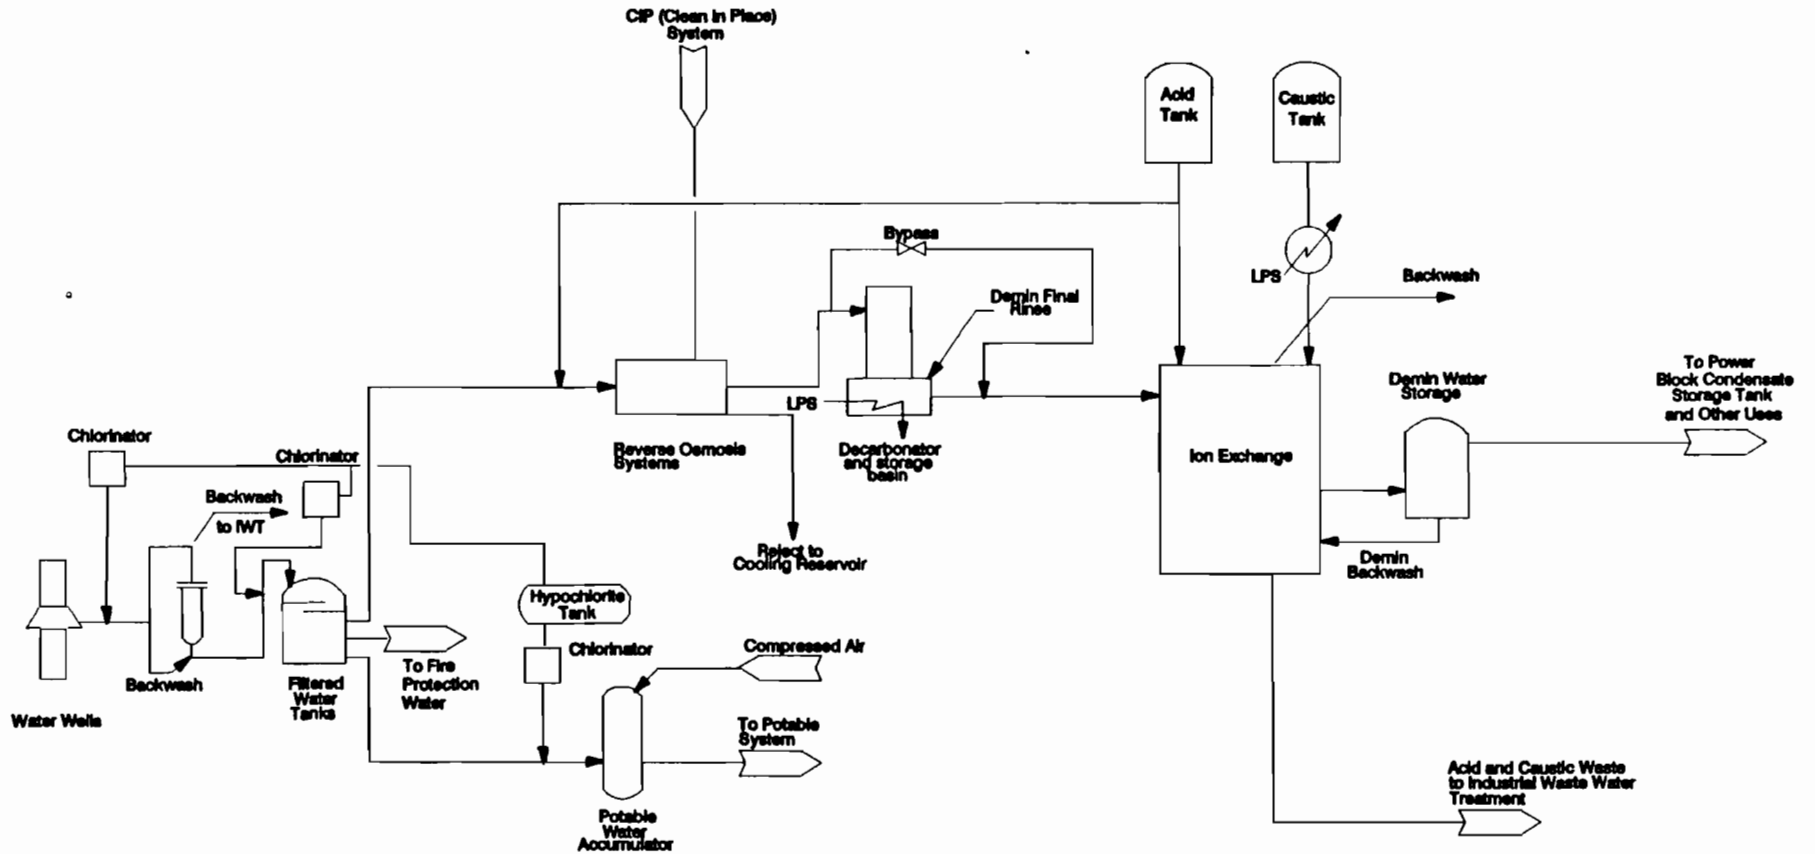 CIP (Clean in Place)
System
Acid
Tank
Caustic
Tank
Bypass
LPS
Backwash
Demin Final
Rinse
To Power
Block Condensate
Storage Tank
and Other Uses
Demin Water
Storage
LPS
Chlorinator
Chlorinator
Reverse Osmosis
Systems
Decarbonator
and storage
basin
Ion Exchange
Backwash
to IWT
Reject to
Cooling Reservoir
Demin
Backwash
Hypochlorite
Tank
Chlorinator
Compressed Air
To Fire
Protection
Water
Backwash
Filtered
Water
Tanks
Water Wells
To Potable
System
Acid and Caustic Waste
to Industrial Waste Water
Treatment
Potable
Water
Accumulator